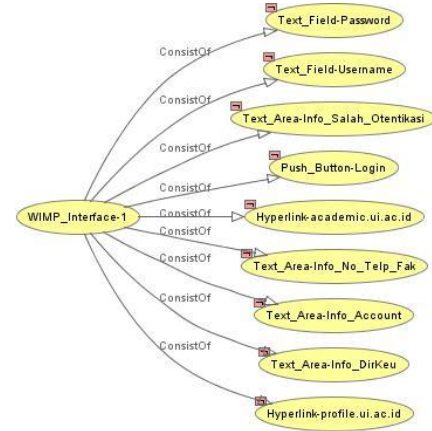 Text_Field-Password
ConsistOf
Text_Field-Username
ConsistOf
Text_Area-Info_Salah_Otentikasi
ConsistOf
Push_Button-Login
ConsistOf
WIMP_Interface-1
ConsistOf
Hyperlink-academic.ui.ac.id
ConsistOf
Text_Area-Info_No_Telp_Fak
ConsistOf
Text_Area-Info_Account
ConsistOf
Text_Area-Info_DirKeu
ConsistOf
Hyperlink-profile.ui.ac.id